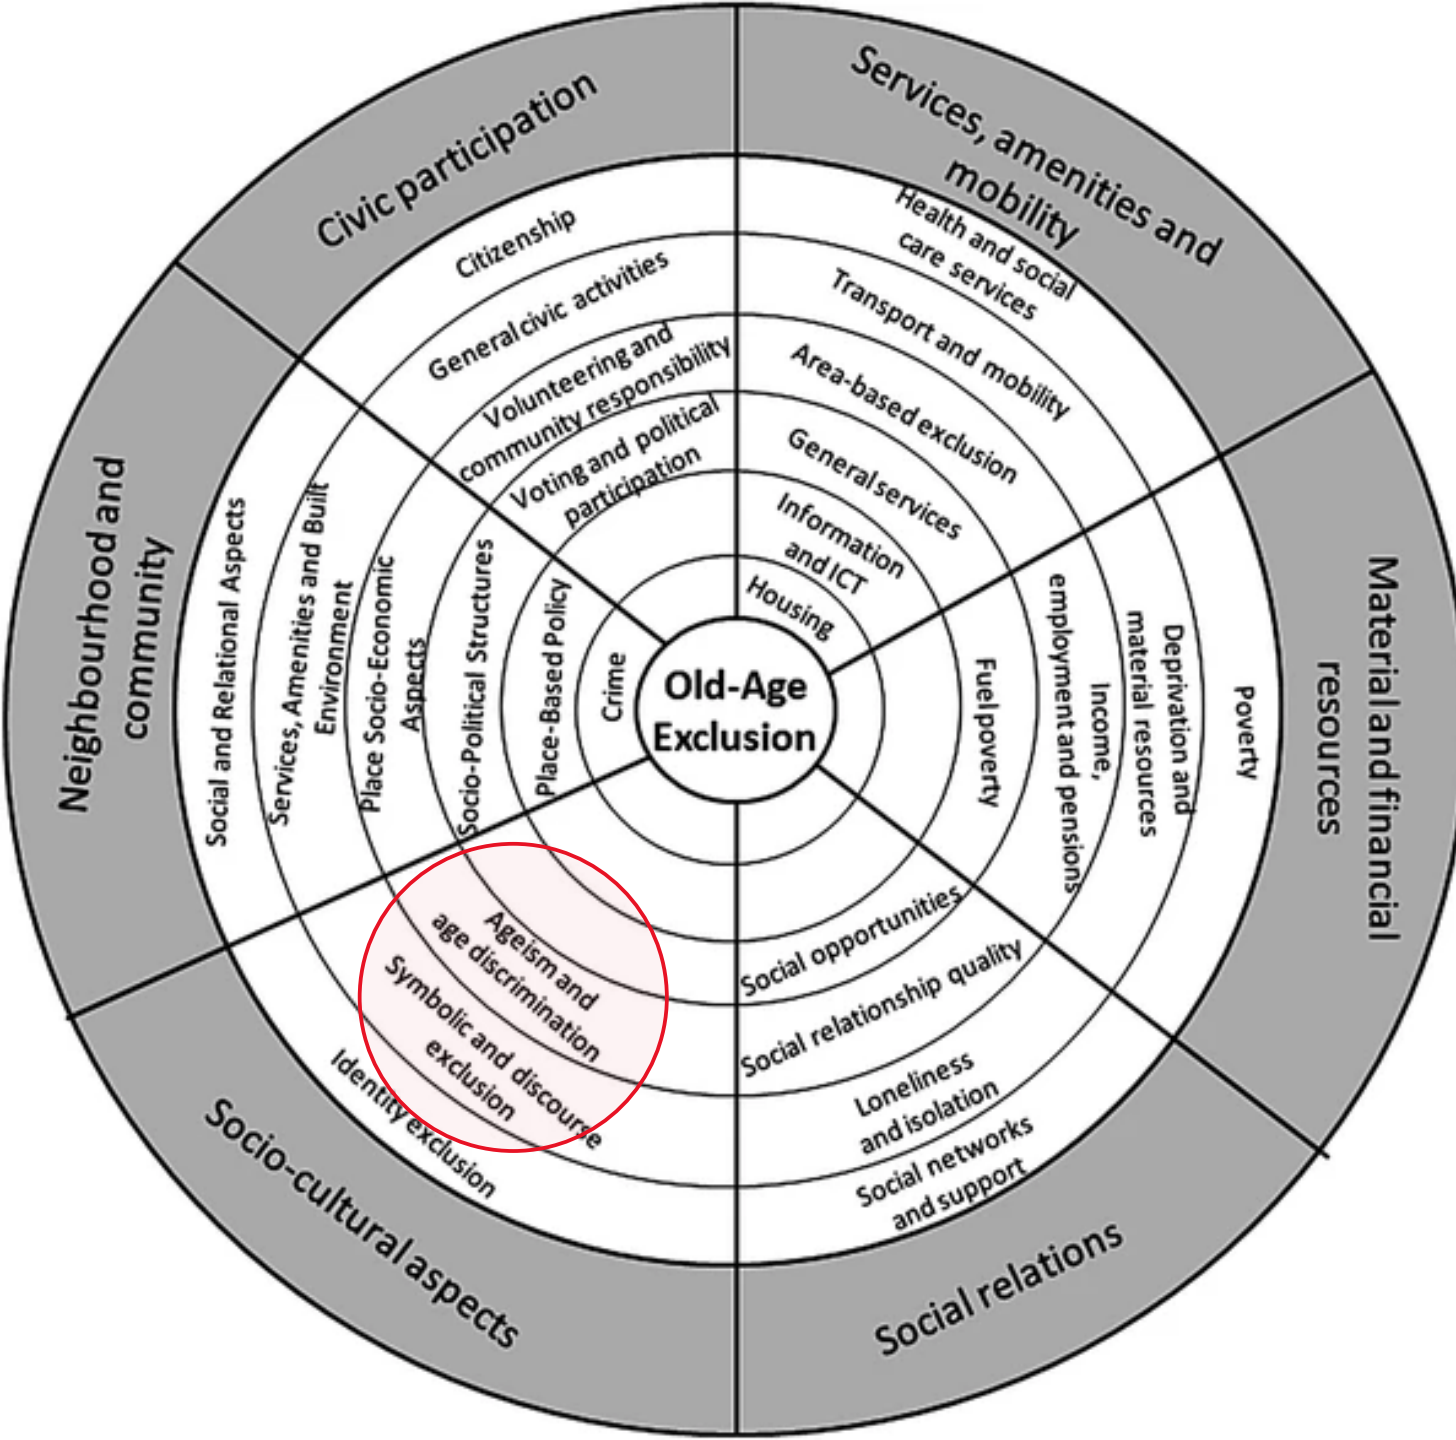 Civic participation
Citizenship
General civic activities
Volunteering and
community responsibility
Voting and political
participation
Services, amenities and
mobility
Health and social
care services
Transport and mobility
Area-based exclusion
General services
Information
and ICT
Housing
Material and financial
resources
Poverty
Deprivation and
material resources
Income,
employment and pensions
Fuel poverty
Social relations
Social opportunities
Social relationship quality
Loneliness
and isolation
Social networks
and support
Socio-cultural aspects
Ageism and
age discrimination
Symbolic and discourse
exclusion
Identity exclusion
Neighbourhood and
community
Social and Relational Aspects
Services, Amenities and Built
Environment
Place Socio-Economic
Aspects
Socio-Political Structures
Place-Based Policy
Crime
Old-Age
Exclusion